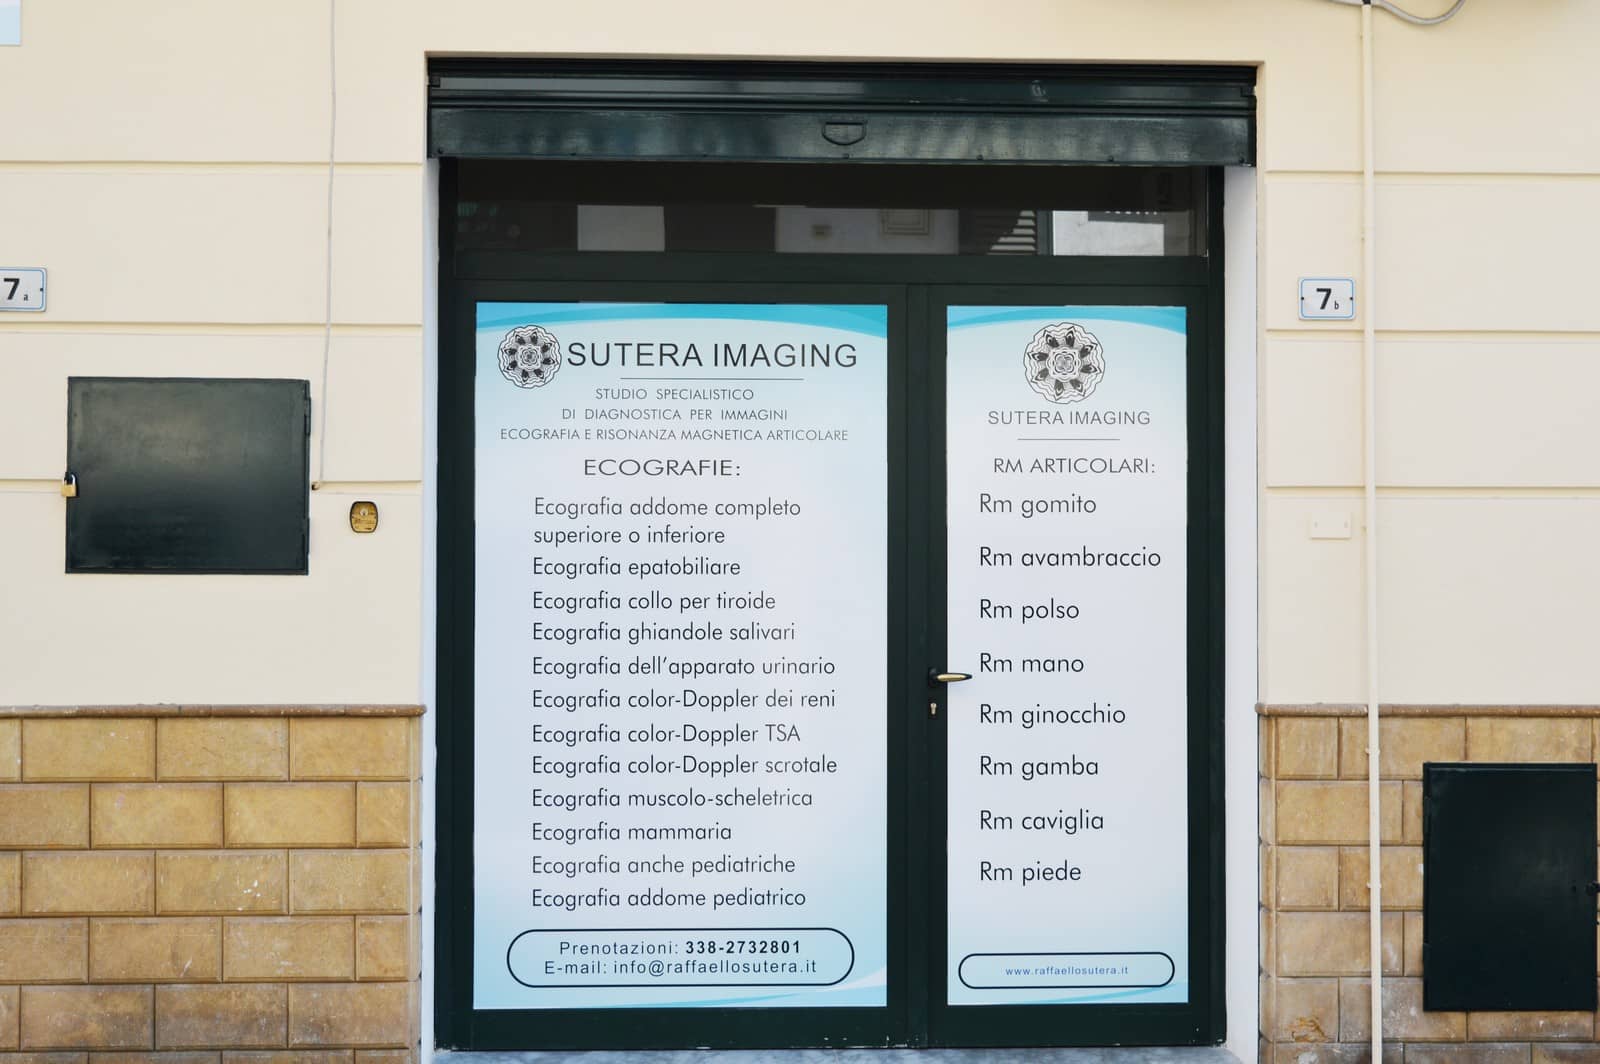 7a
SUTERA IMAGING
STUDIO SPECIALISTICO
DI DIAGNOSTICA PER IMMAGINI
ECOGRAFIA E RISONANZA MAGNETICA ARTICOLARE
ECOGRAFIE:
Ecografia addome completo
superiore o inferiore
Ecografia epatobiliare
Ecografia collo per tiroide
Ecografia ghiandole salivari
Ecografia dell'apparato urinario
Ecografia color-Doppler dei reni
Ecografia color-Doppler TSA
Ecografia color-Doppler scrotale
Ecografia muscolo-scheletrica
Ecografia mammaria
Ecografia anche pediatriche
Ecografia addome pediatrico
Prenotazioni: 338-2732801
E-mail: info@raffaellosutera.it
SUTERA IMAGING
RM ARTICOLARI:
Rm gomito
Rm avambraccio
Rm polso
Rm mano
Rm ginocchio
Rm gamba
Rm caviglia
Rm piede
www.raffaellosutera.it
7b